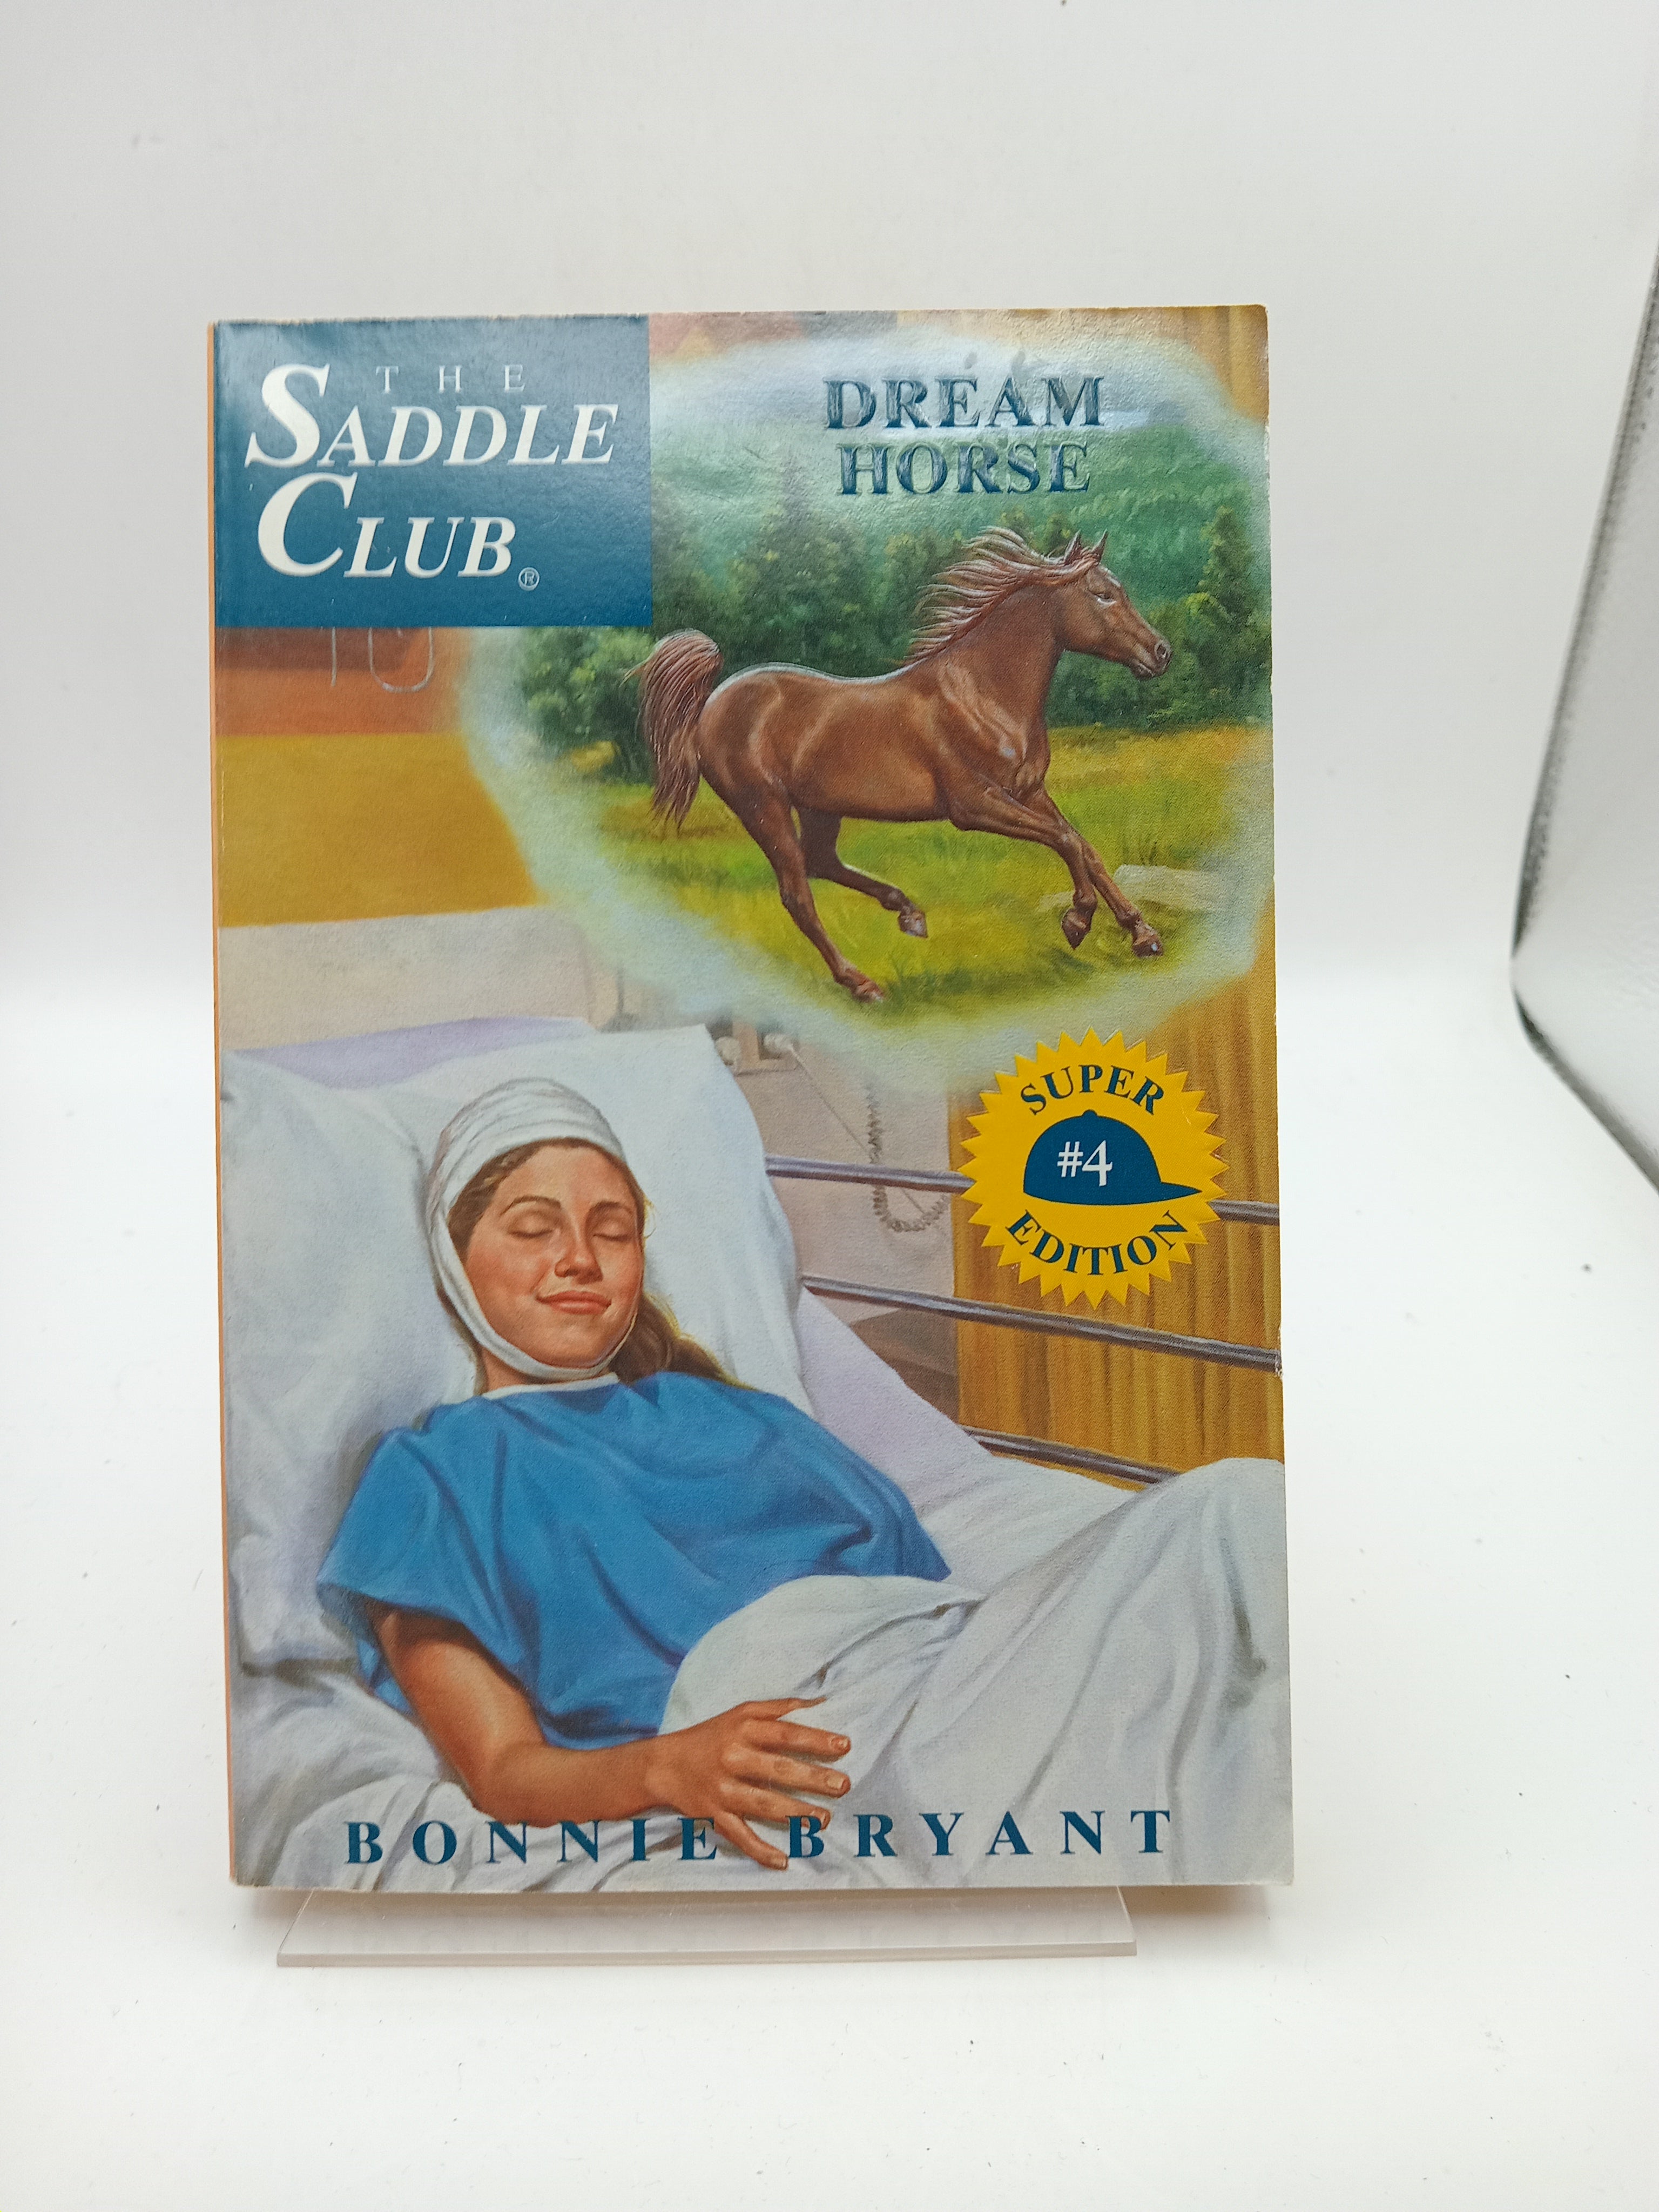 THE
SADDLE
CLUB®
DREAM
HORSE
SUPER
#4
EDITION
BONNIE BRYANT